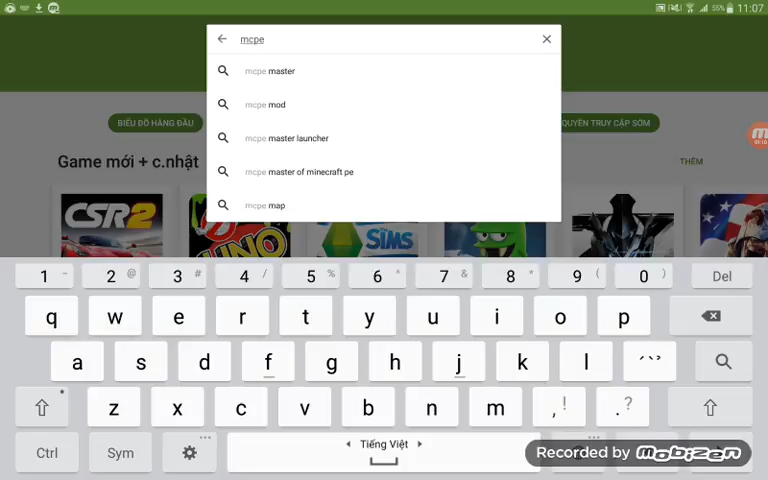 55% 11:07
mcpe
mcpe master
mcpe mod
mcpe master launcher
mcpe master of minecraft pe
mcpe map
BIỂU ĐỒ HÀNG ĐẦU
QUYỀN TRUY CẬP SỚM
Game mới + c.nhật
THÊM
CSR2
UNO
THE SIMS
1 - 2 @ 3 # 4 / 5 % 6 ^ 7 & 8 * 9 ( 0 ) Del
q w e r t y u i o p
a s d f g h j k l
z x c v b n m , ! . ?
Ctrl Sym Tiếng Việt
Recorded by mobizen